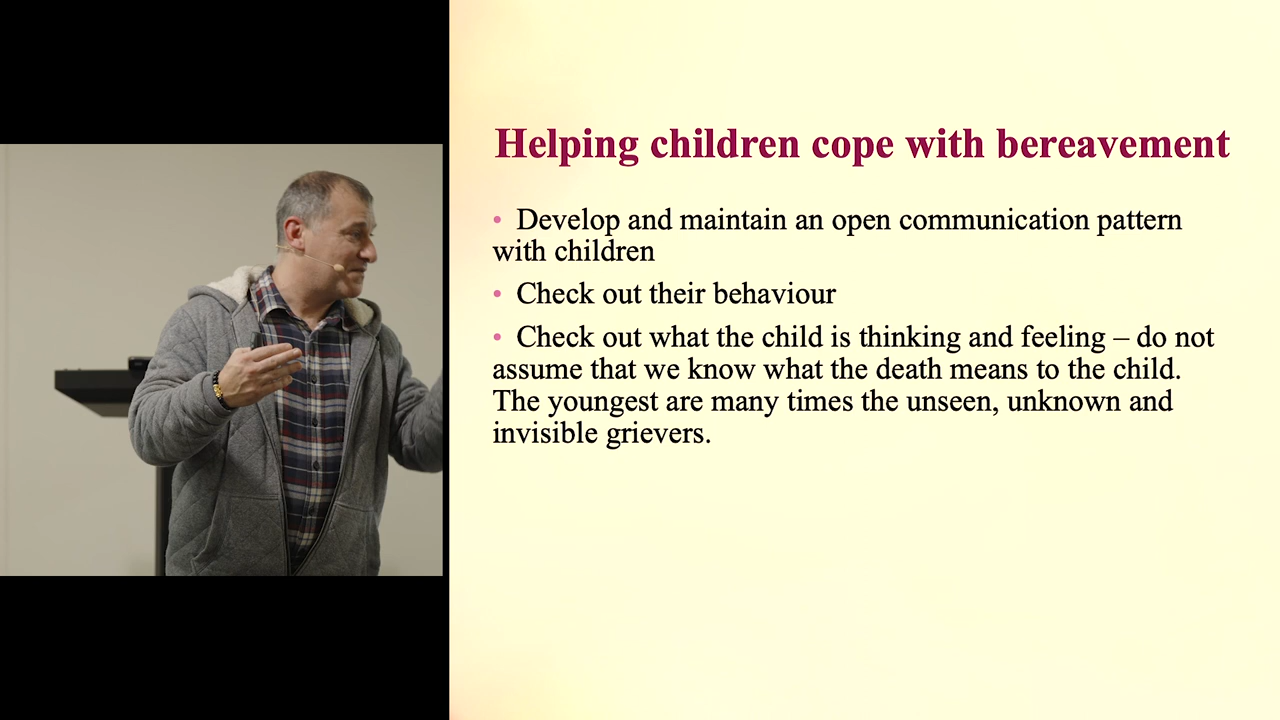 Helping children cope with bereavement
• Develop and maintain an open communication pattern
with children
• Check out their behaviour
• Check out what the child is thinking and feeling – do not
assume that we know what the death means to the child.
The youngest are many times the unseen, unknown and
invisible grievers.